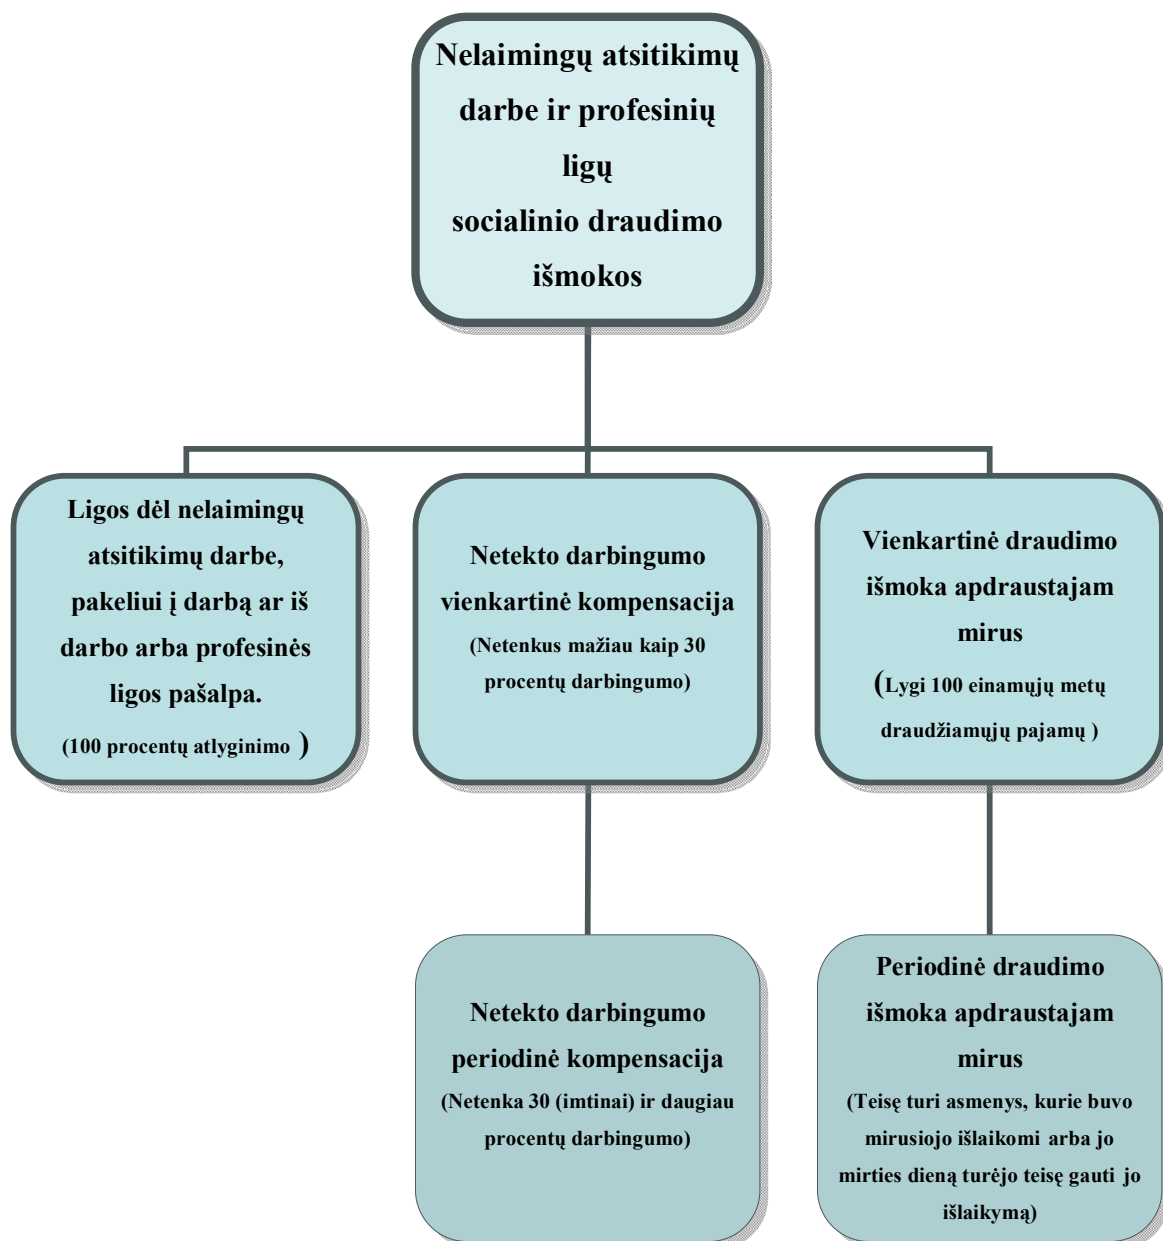 Nelaimingų atsitikimų
darbe ir profesinių
ligų
socialinio draudimo
išmokos
Ligos dėl nelaimingų
atsitikimų darbe,
pakeliui į darbą ar iš
darbo arba profesinės
ligos pašalpa.
(100 procentų atlyginimo )
Netekto darbingumo
vienkartinė kompensacija
(Netenkus mažiau kaip 30
procentų darbingumo)
Vienkartinė draudimo
išmoka apdraustajam
mirus
(Lygi 100 einamųjų metų
draudžiamųjų pajamų )
Netekto darbingumo
periodinė kompensacija
(Netenka 30 (imtinai) ir daugiau
procentų darbingumo)
Periodinė draudimo
išmoka apdraustajam
mirus
(Teisę turi asmenys, kurie buvo
mirusiojo išlaikomi arba jo
mirties dieną turėjo teisę gauti jo
išlaikymą)